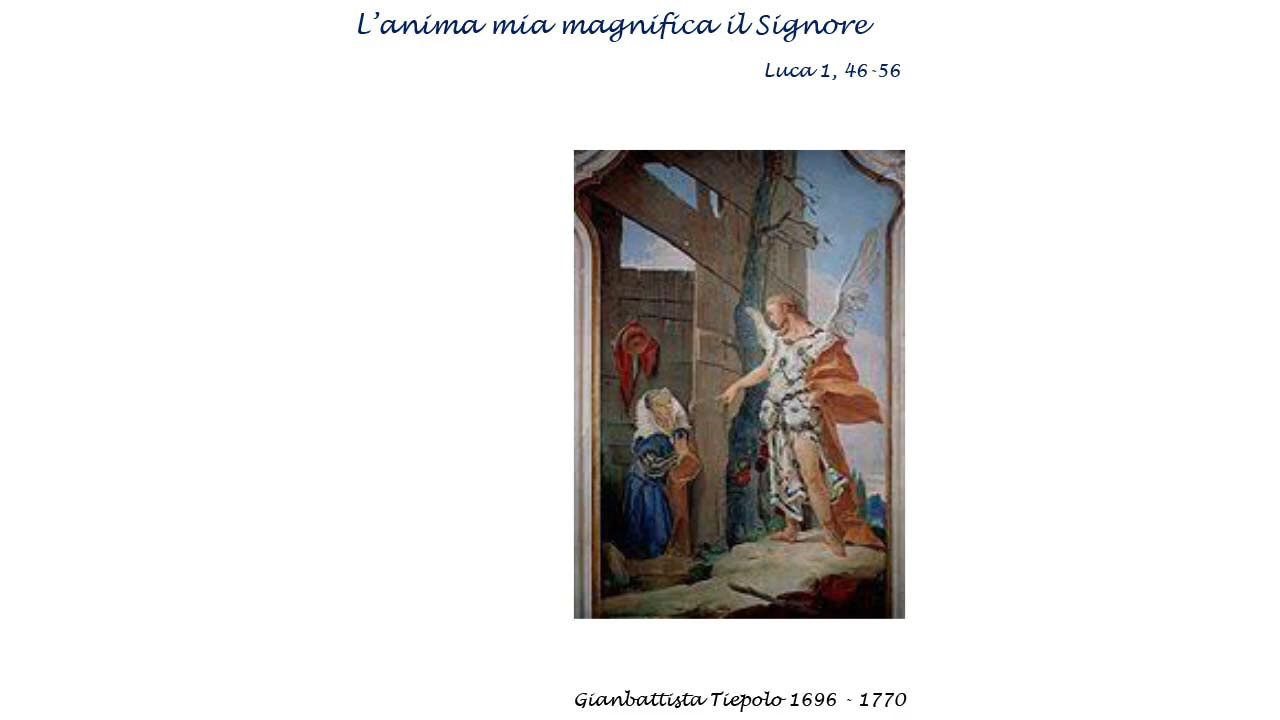 L'anima mia magnifica il Signore
Luca 1, 46-56
Gianbattista Tiepolo 1696 - 1770